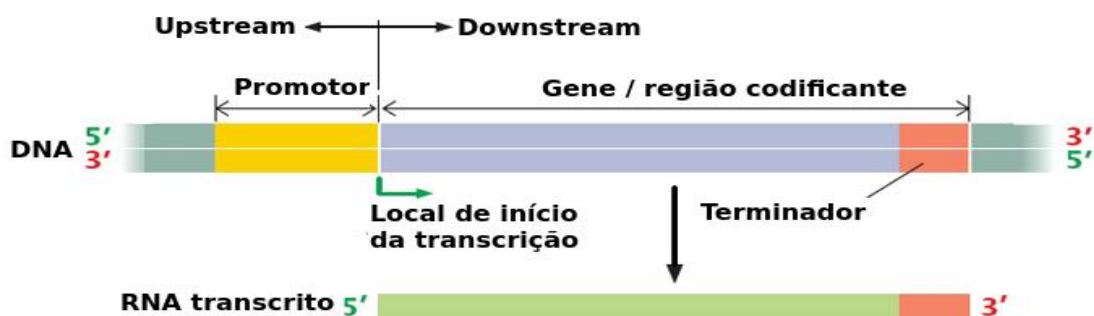 Upstream Downstream
Promotor Gene / região codificante
5’ 3’
DNA
3’ 5’
Local de início Terminador
da transcrição
RNA transcrito 5’ 3’